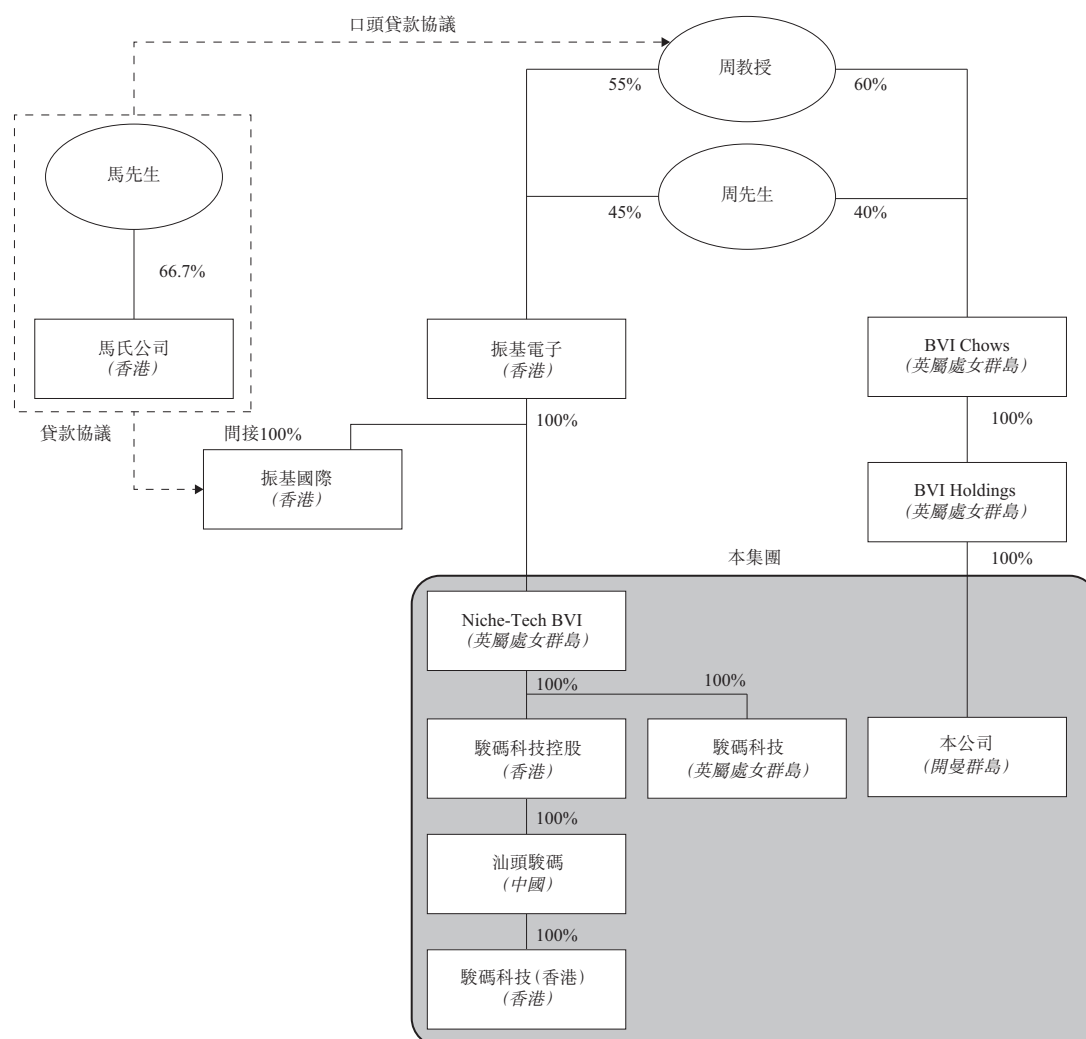 口頭貸款協議
周教授
55%
60%
馬先生
周先生
45%
40%
66.7%
馬氏公司
(香港)
振基電子
(香港)
BVI Chows
(英屬處女群島)
貸款協議
間接100%
100%
100%
振基國際
(香港)
BVI Holdings
(英屬處女群島)
本集團
100%
Niche-Tech BVI
(英屬處女群島)
100%
100%
駿碼科技控股
(香港)
駿碼科技
(英屬處女群島)
本公司
(開曼群島)
100%
汕頭駿碼
(中國)
100%
駿碼科技(香港)
(香港)